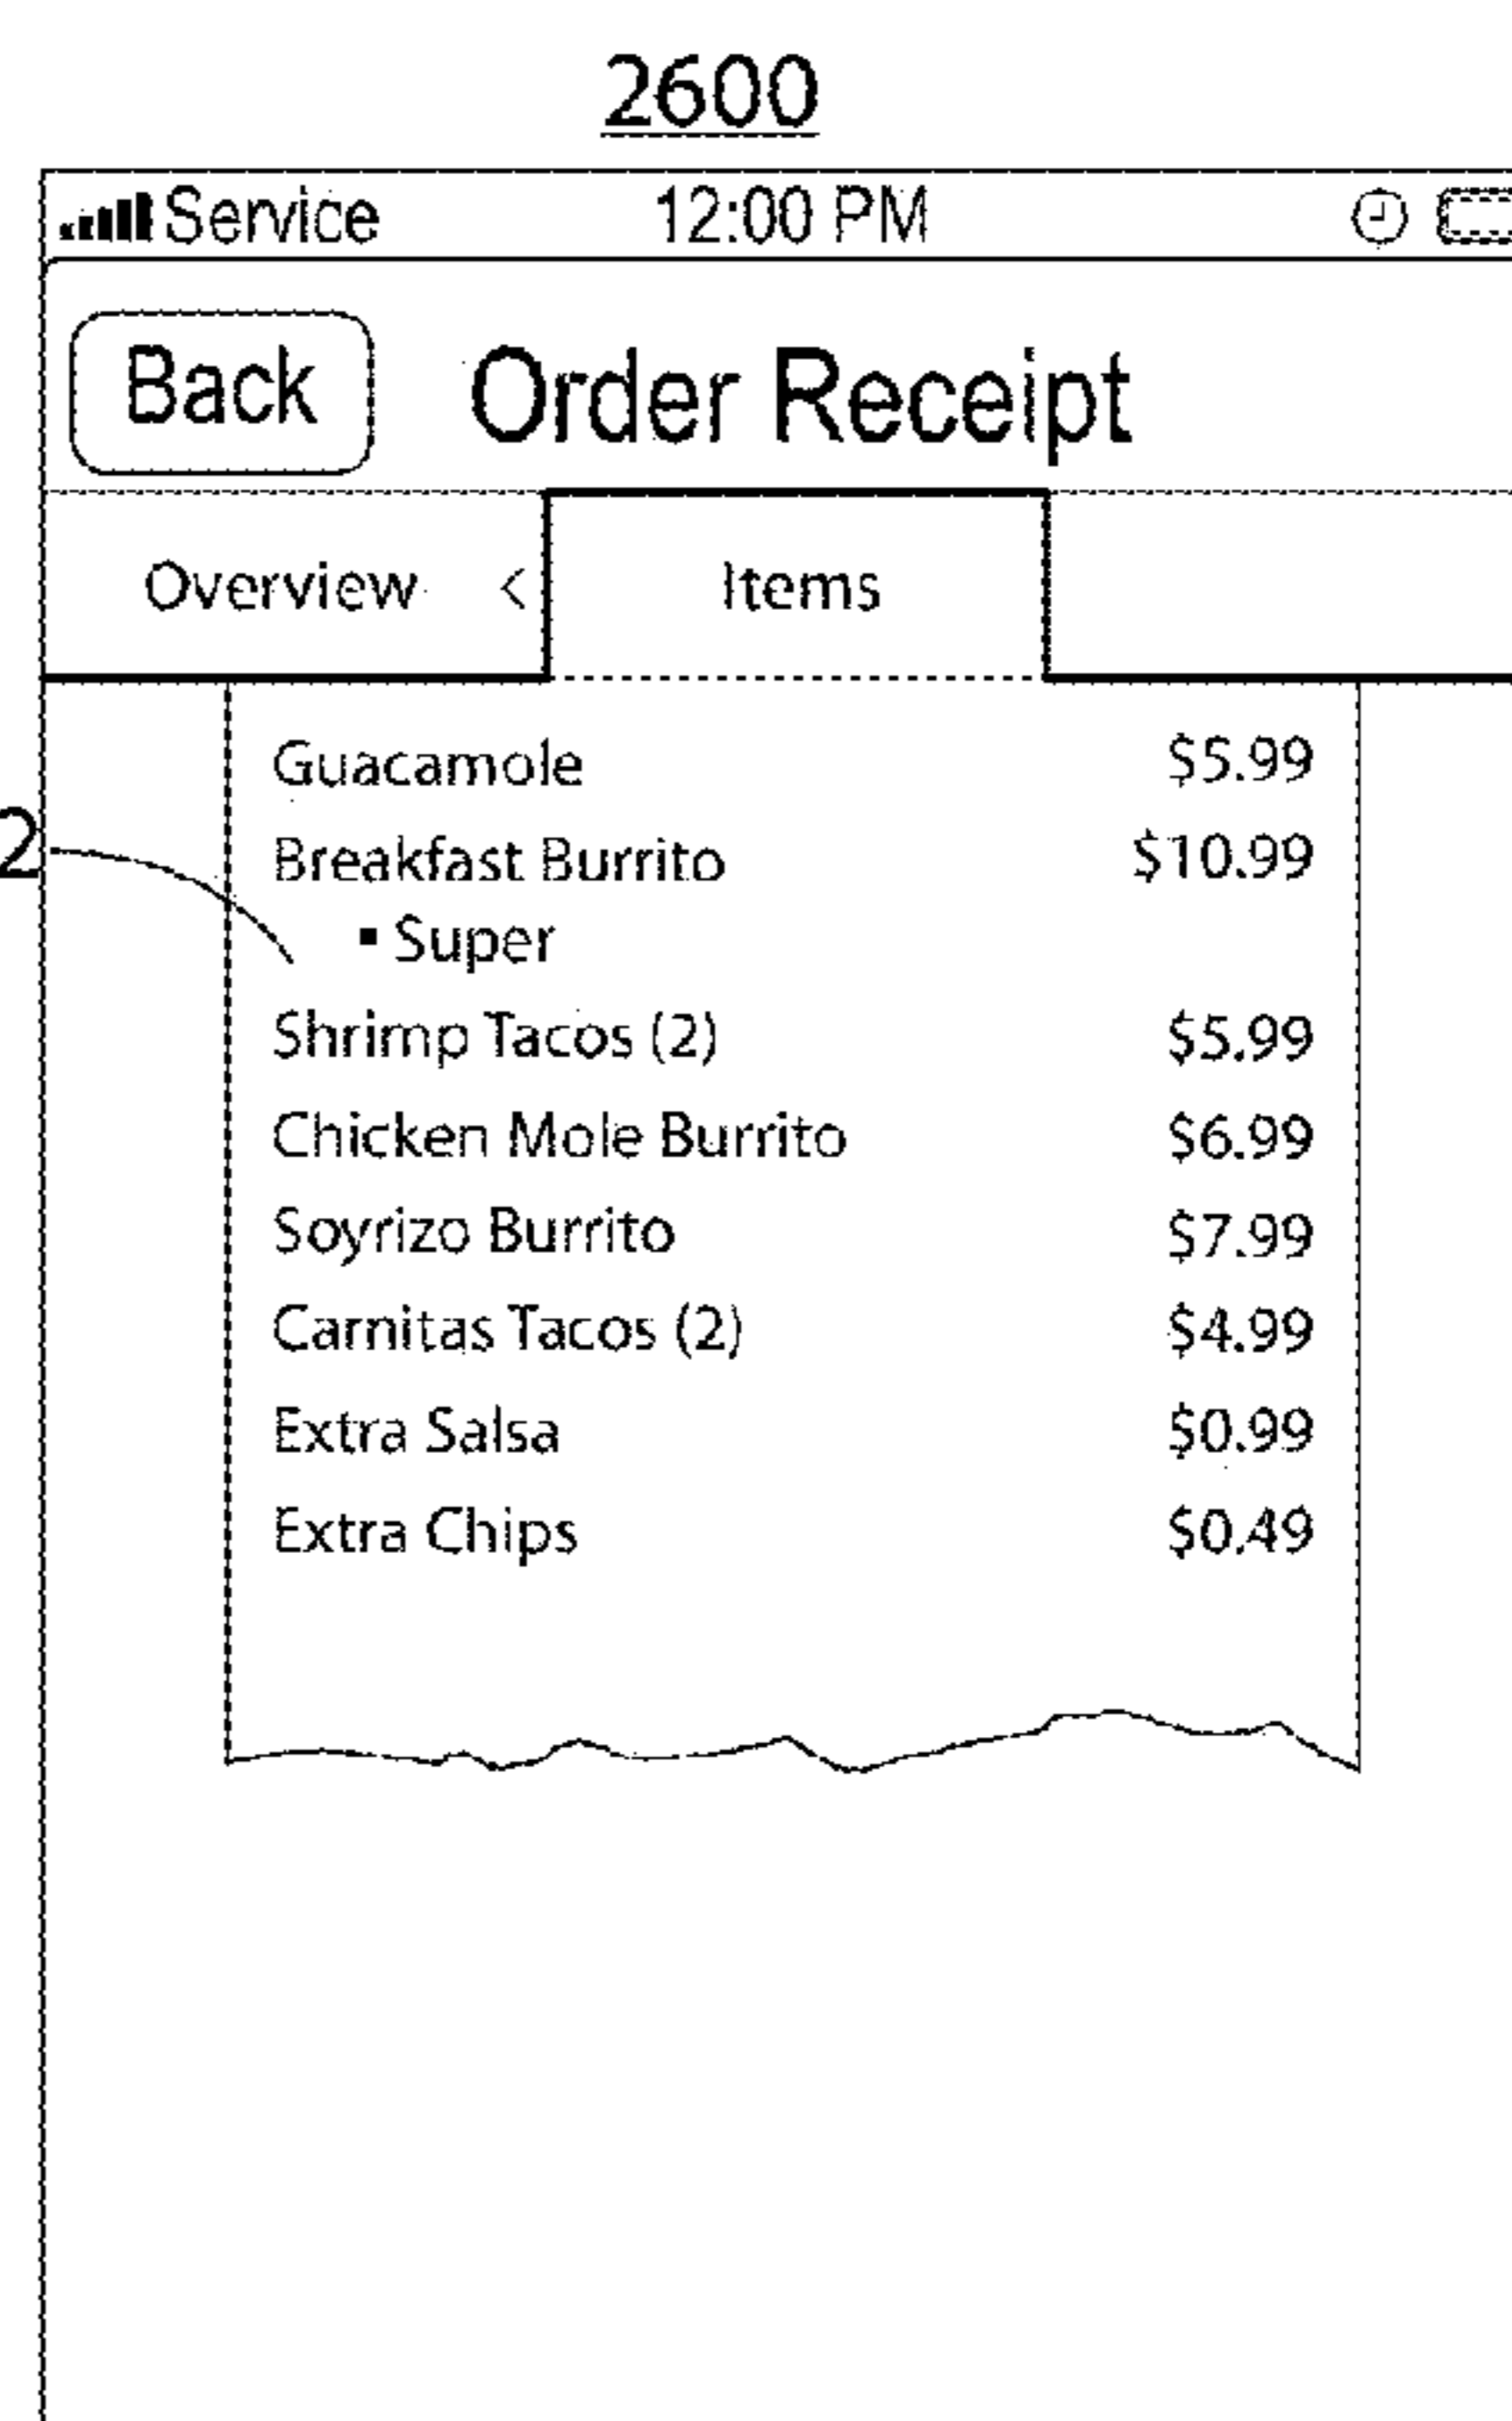 2600
Service 12:00 PM
Back Order Receipt
Overview < Items
Guacamole $5.99
2
Breakfast Burrito $10.99
▪ Super
Shrimp Tacos (2) $5.99
Chicken Mole Burrito $6.99
Soyrizo Burrito $7.99
Carnitas Tacos (2) $4.99
Extra Salsa $0.99
Extra Chips $0.49